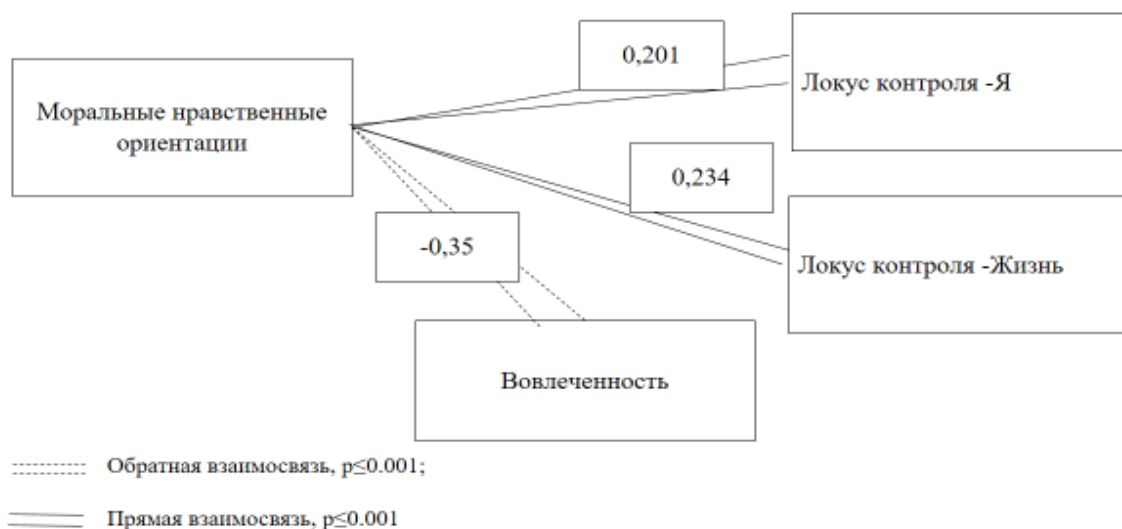 0,201
Локус контроля -Я
Моральные нравственные
ориентации
0,234
-0,35
Локус контроля -Жизнь
Вовлеченность
Обратная взаимосвязь, p≤0.001;
Прямая взаимосвязь, p≤0.001